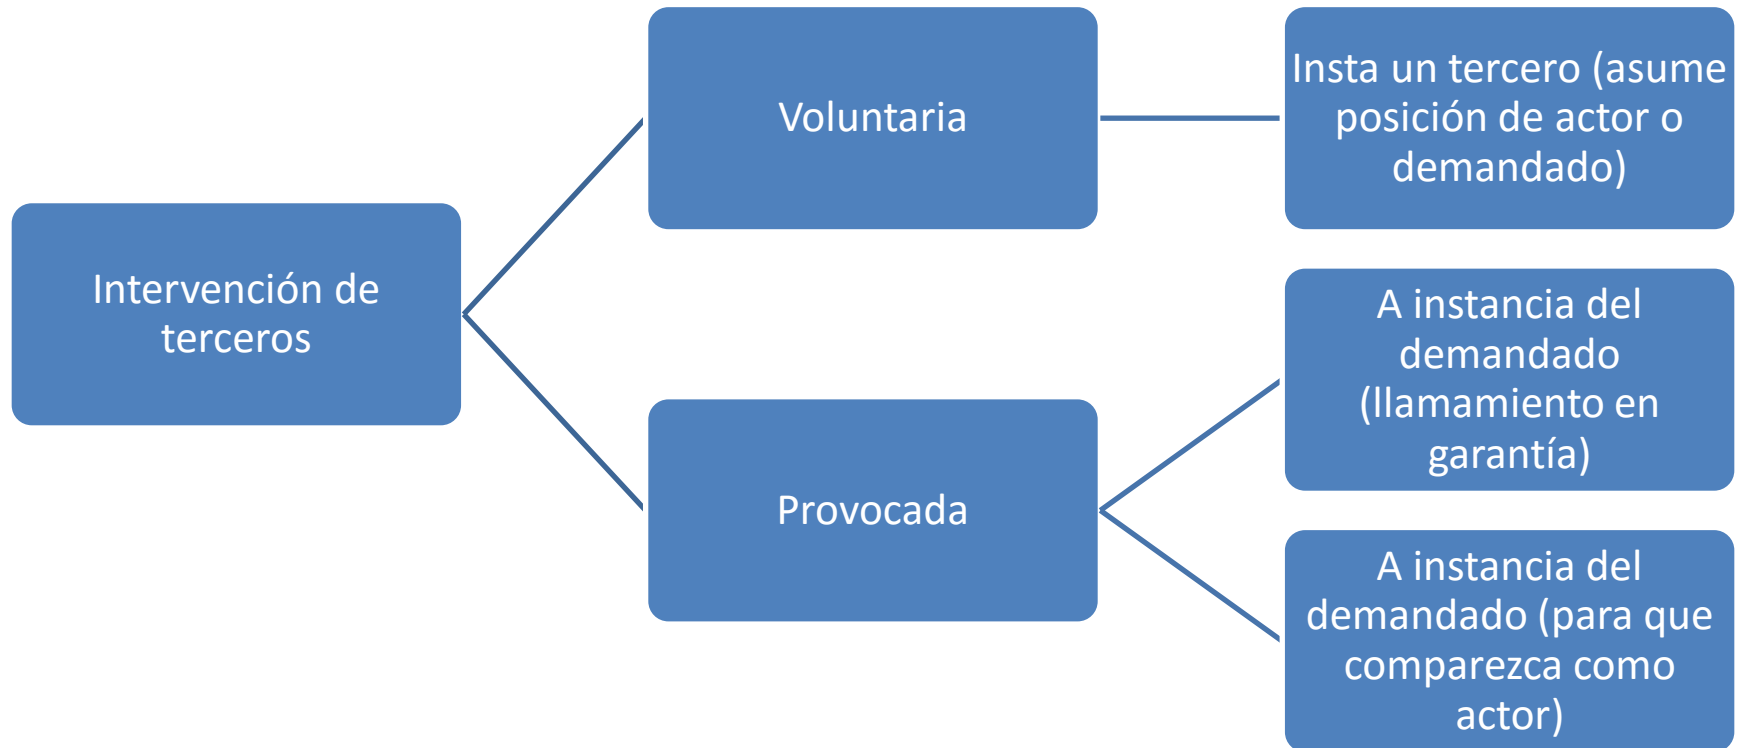 Intervención de
terceros
Voluntaria
Insta un tercero (asume
posición de actor o
demandado)
Provocada
A instancia del
demandado
(llamamiento en
garantía)
A instancia del
demandado (para que
comparezca como
actor)